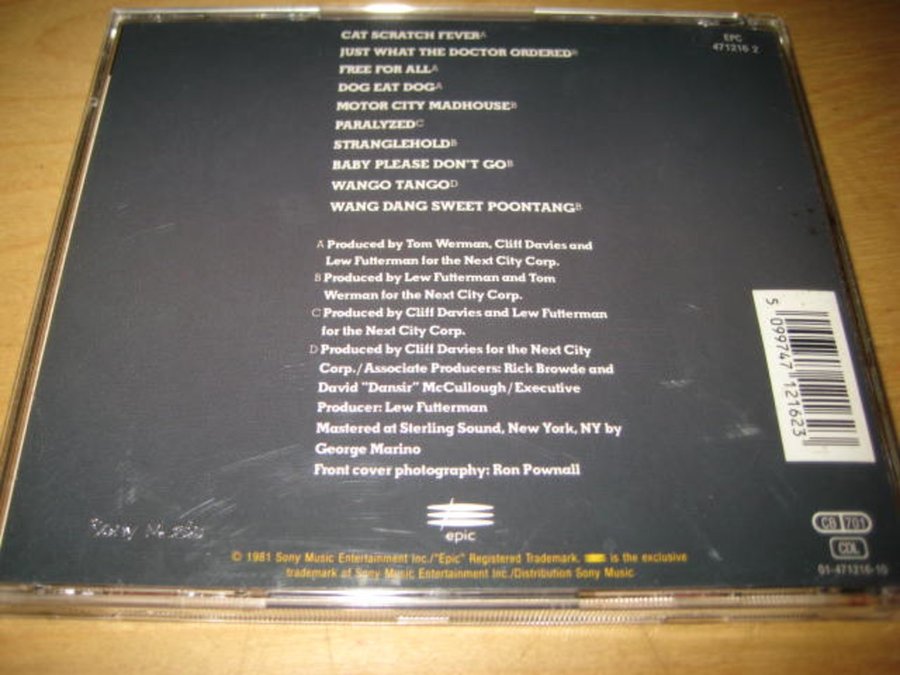 CAT SCRATCH FEVER A
JUST WHAT THE DOCTOR ORDERED B
FREE FOR ALL A
DOG EAT DOG A
MOTOR CITY MADHOUSE B
PARALYZED C
STRANGLEHOLD B
BABY PLEASE DON'T GO B
WANGO TANGO D
WANG DANG SWEET POONTANG B
A Produced by Tom Werman, Cliff Davies and
Lew Futterman for the Next City Corp.
B Produced by Lew Futterman and Tom
Werman for the Next City Corp.
C Produced by Cliff Davies and Lew Futterman
for the Next City Corp.
D Produced by Cliff Davies for the Next City
Corp./Associate Producers: Rick Browde and
David "Dansir" McCullough/Executive
Producer: Lew Futterman
Mastered at Sterling Sound, New York, NY by
George Marino
Front cover photography: Ron Pownall
EPC
471216 2
5 099747 121623
Sony Music
epic
CB 701
CDL
01-471216-10
© 1981 Sony Music Entertainment Inc./"Epic" Registered Trademark. is the exclusive
trademark of Sony Music Entertainment Inc./Distribution Sony Music